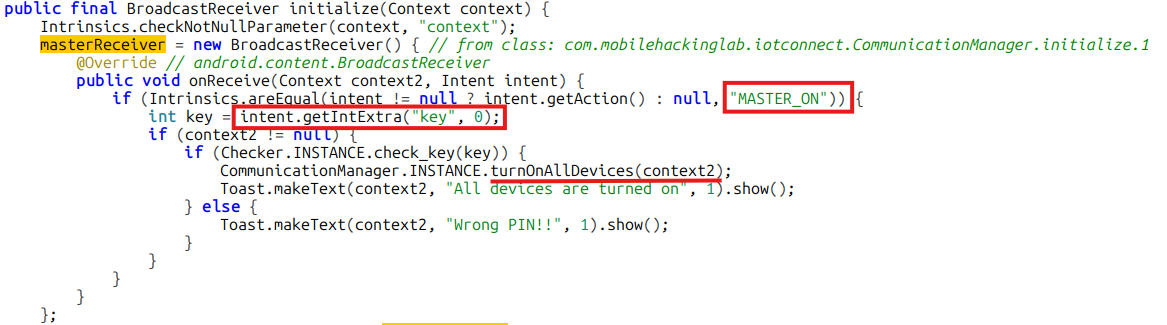 public final BroadcastReceiver initialize(Context context) {
    Intrinsics.checkNotNullParameter(context, "context");
    masterReceiver = new BroadcastReceiver() { // from class: com.mobilehackinglab.iotconnect.CommunicationManager.initialize.1
        @Override // android.content.BroadcastReceiver
        public void onReceive(Context context2, Intent intent) {
            if (Intrinsics.areEqual(intent != null ? intent.getAction() : null, "MASTER_ON")) {
                int key = intent.getIntExtra("key", 0);
                if (context2 != null) {
                    if (Checker.INSTANCE.check_key(key)) {
                        CommunicationManager.INSTANCE.turnOnAllDevices(context2);
                        Toast.makeText(context2, "All devices are turned on", 1).show();
                    } else {
                        Toast.makeText(context2, "Wrong PIN!!", 1).show();
                    }
                }
            }
        }
    };